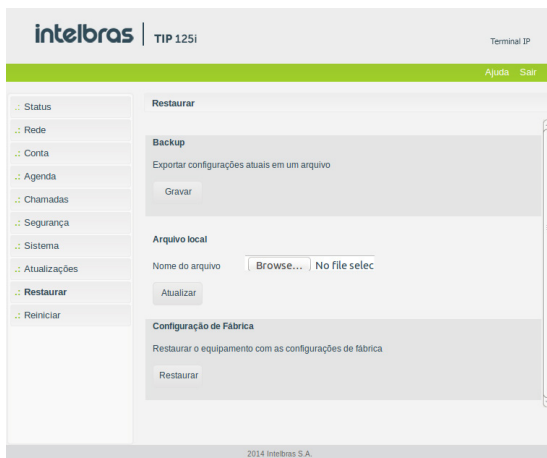 intelbras TIP 125i
Terminal IP
Ajuda Sair
.: Status
.: Rede
.: Conta
.: Agenda
.: Chamadas
.: Segurança
.: Sistema
.: Atualizações
.: Restaurar
.: Reiniciar
Restaurar
Backup
Exportar configurações atuais em um arquivo
Gravar
Arquivo local
Nome do arquivo Browse... No file selec
Atualizar
Configuração de Fábrica
Restaurar o equipamento com as configurações de fábrica
Restaurar
2014 Intelbras S.A.